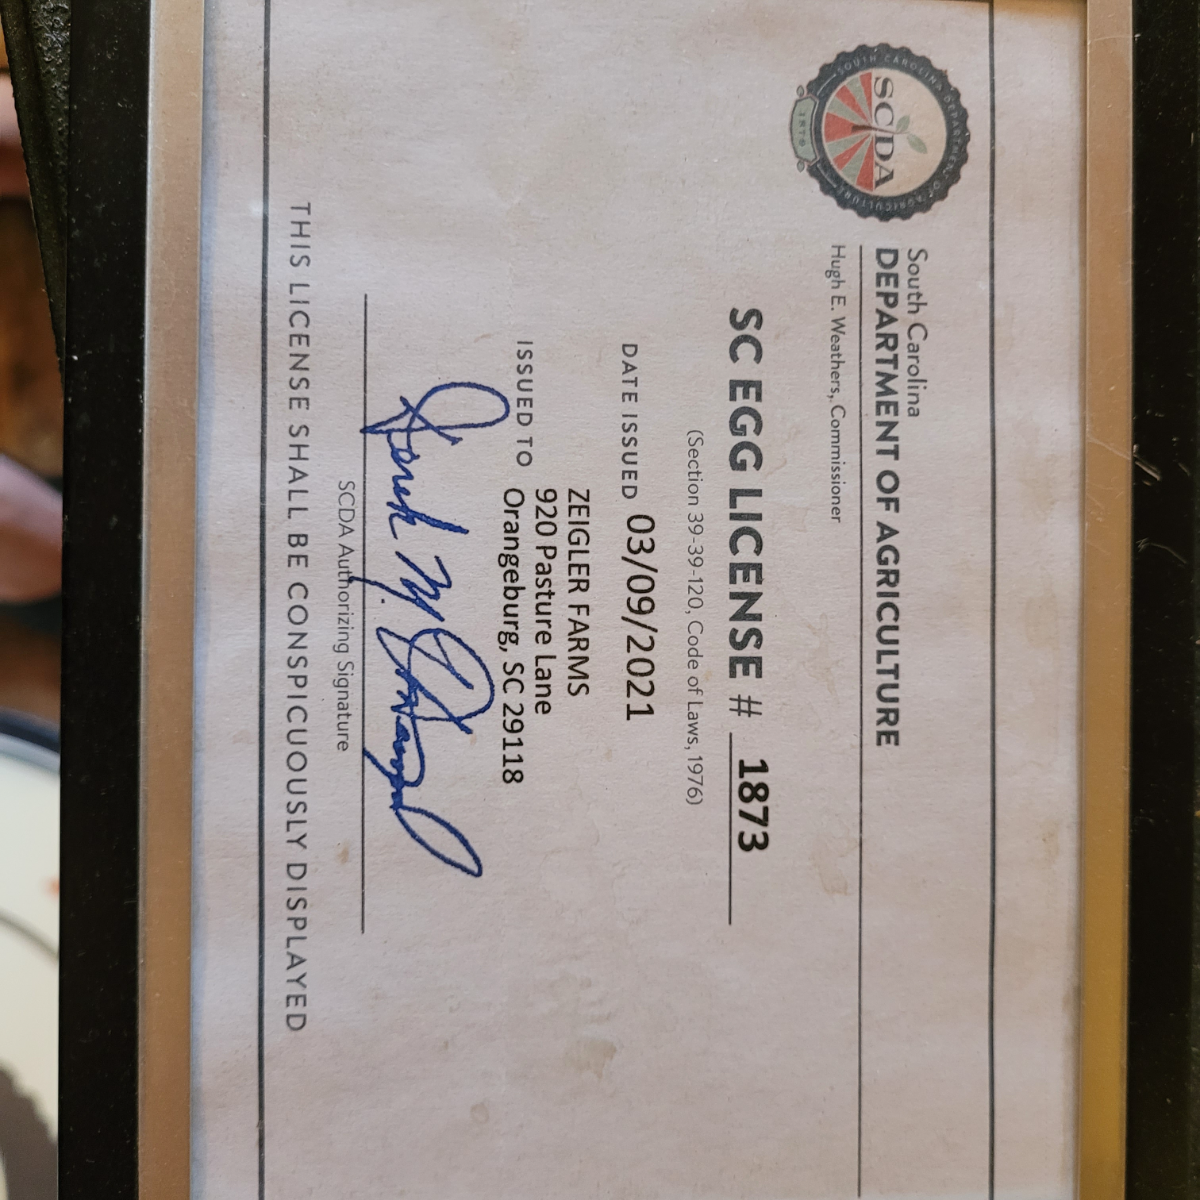 SOUTH CAROLINA DEPARTMENT OF AGRICULTURE
SCDA
1879
South Carolina
DEPARTMENT OF AGRICULTURE
Hugh E. Weathers, Commissioner
SC EGG LICENSE # 1873
(Section 39-39-120, Code of Laws, 1976)
DATE ISSUED 03/09/2021
ISSUED TO ZEIGLER FARMS
920 Pasture Lane
Orangeburg, SC 29118
SCDA Authorizing Signature
THIS LICENSE SHALL BE CONSPICUOUSLY DISPLAYED